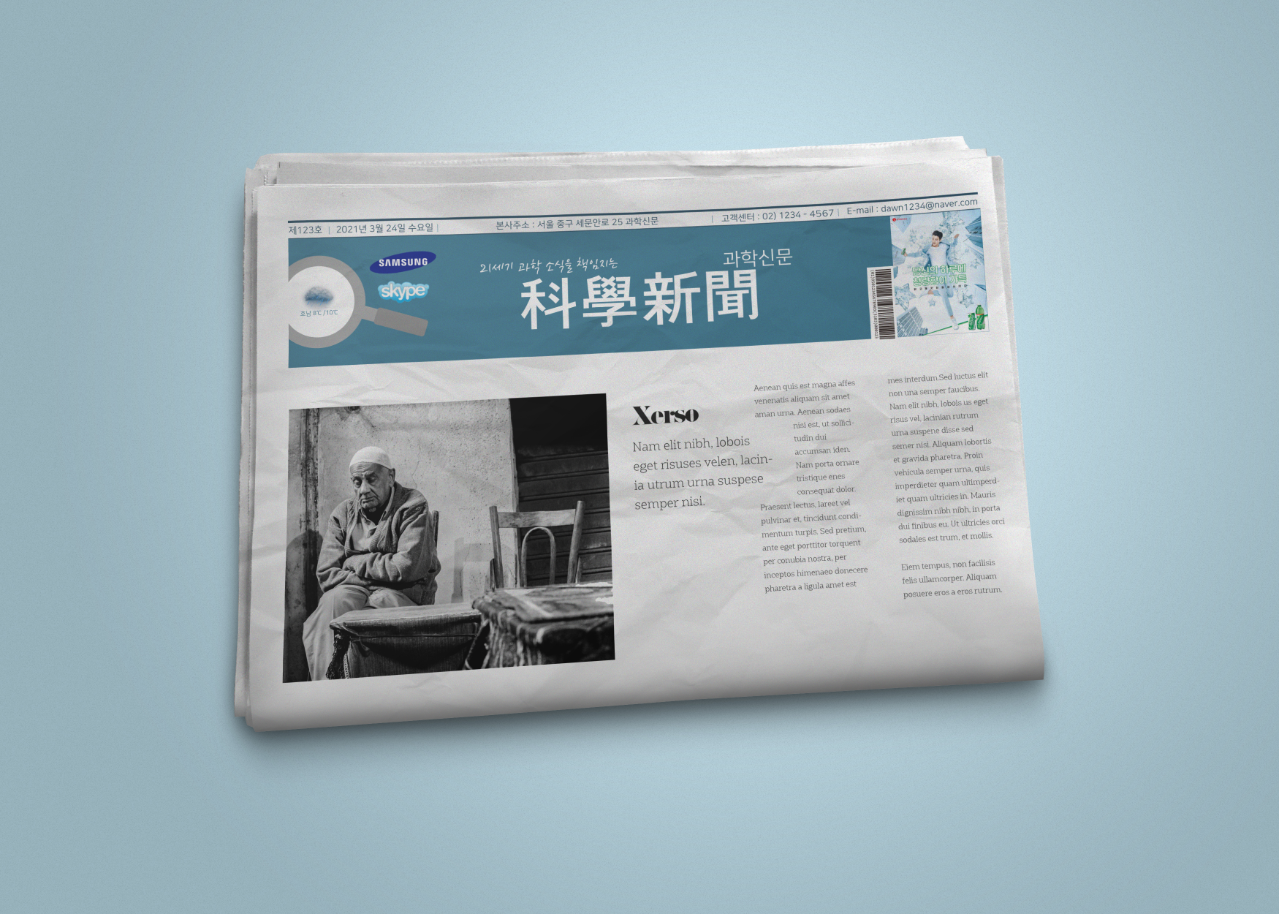 제123호 | 2021년 3월 24일 수요일 |
본사주소 : 서울 중구 세문안로 25 과학신문
| 고객센터 : 02) 1234 - 4567 | E-mail : dawn1234@naver.com
SAMSUNG
skype
21세기 과학 소식을 책임지는
과학신문
科學新聞
Xerso
Nam elit nibh, lobois
eget risuses velen, lacin-
ia utrum urna suspese
semper nisi.
Aenean quis est magna affes
venenatis aliquam sit amet
aman urna. Aenean sodaes
nisi est, ut sollici-
tudin dui
accumsan iden.
Nam porta ornare
tristique enes
consequat dolor.
Praesent lectus, lareet vel
pulvinar et, tincidunt condi-
mentum turpis. Sed pretium,
ante eget porttitor torquent
per conubia nostra, per
inceptos himenaeo donecere
pharetra a ligula amet est
mes interdum.Sed luctus elit
non una semper faucibus.
Nam elit nibh, lobois us eget
risus vel, lacinian rutrum
urna suspene disse sed
semer nisi. Aliquam lobortis
et gravida pharetra. Proin
vehicula semper urna, quis
imperdieter quam ultimperd-
iet quam ultricies in. Mauris
dignissim nibh nibh, in porta
dui finibus eu. Ut ultricies orci
sodales est trum, et mollis.
Eiem tempus, non facilisis
felis ullamcorper. Aliquam
posuere eros a eros rutrum.